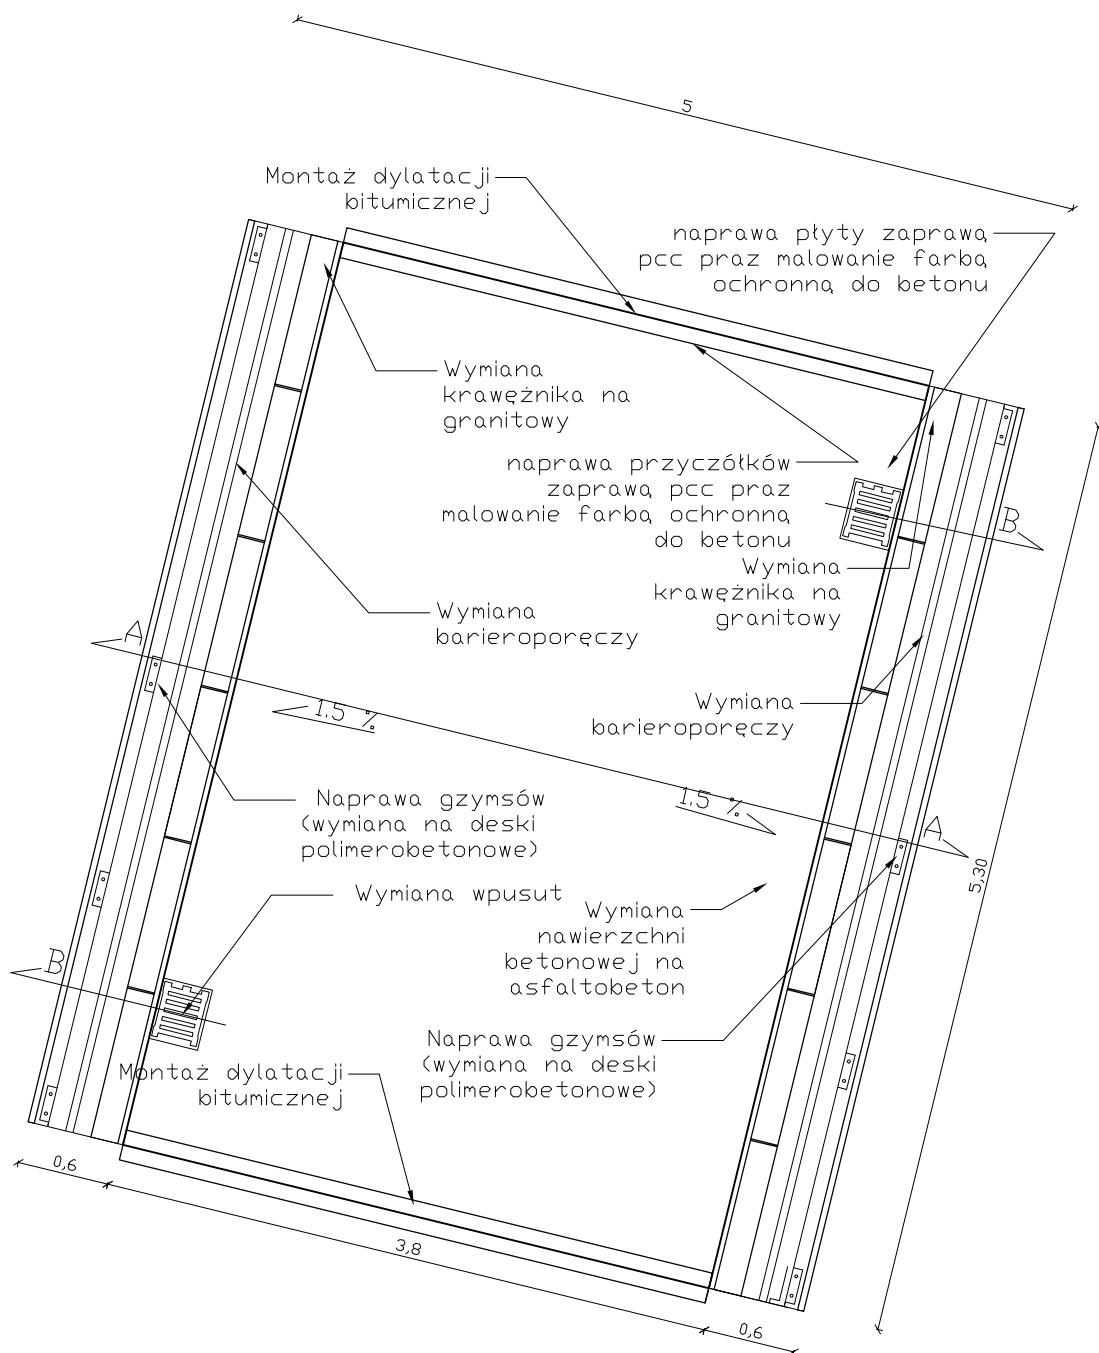 5
Montaż dylatacji
bitumicznej
naprawa płyty zaprawą
pcc praz malowanie farbą
ochronną do betonu
Wymiana
krawężnika na
granitowy
naprawa przyczółków
zaprawą pcc praz
malowanie farbą ochronną
do betonu
B
Wymiana
krawężnika na
granitowy
Wymiana
barieroporęczy
A
Wymiana
barieroporęczy
1.5 %
1.5 %
Naprawa gzymsów
(wymiana na deski
polimerobetonowe)
A
5,30
Wymiana wpusut
Wymiana
nawierzchni
betonowej na
asfaltobeton
B
Naprawa gzymsów
(wymiana na deski
polimerobetonowe)
Montaż dylatacji
bitumicznej
0,6
3,8
0,6